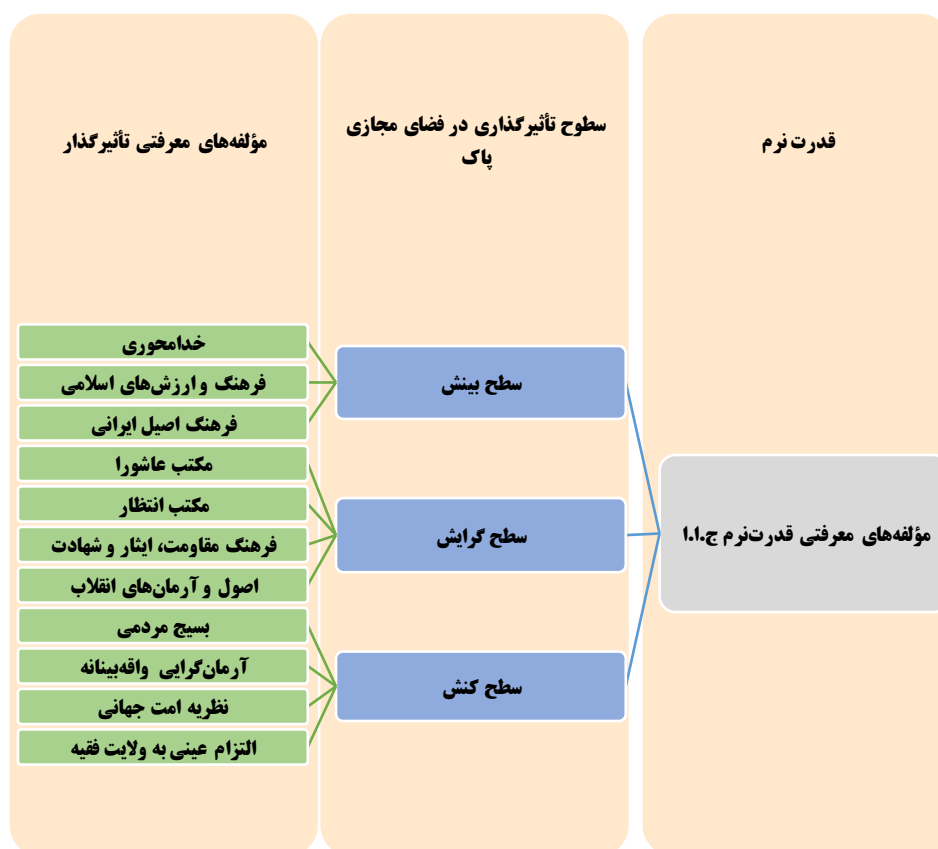 قدرت نرم
سطوح تأثیرگذاری در فضای مجازی
پاک
مؤلفه‌های معرفتی تأثیرگذار
مؤلفه‌های معرفتی قدرت‌نرم ج.ا.ا
سطح بینش
سطح گرایش
سطح کنش
خدامحوری
فرهنگ و ارزش‌های اسلامی
فرهنگ اصیل ایرانی
مکتب عاشورا
مکتب انتظار
فرهنگ مقاومت، ایثار و شهادت
اصول و آرمان‌های انقلاب
بسیج مردمی
آرمان‌گرایی واقه‌بینانه
نظریه امت جهانی
التزام عینی به ولایت فقیه